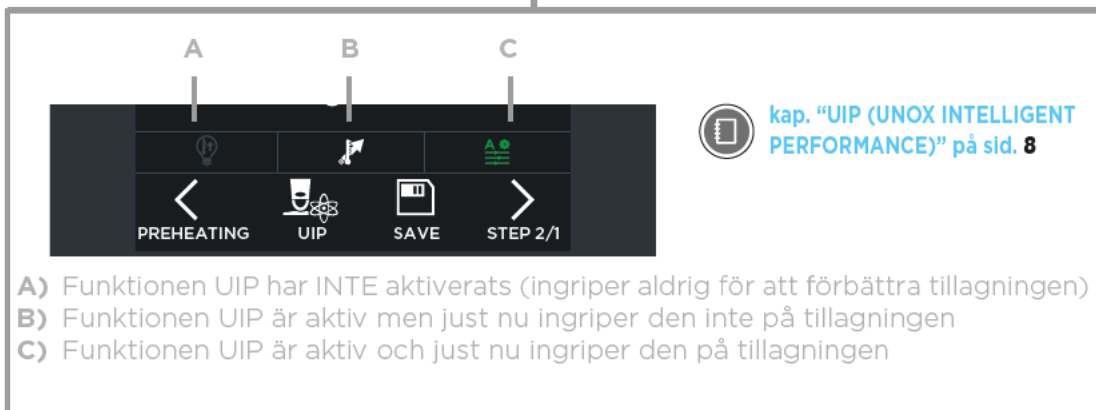 A B C
kap. "UIP (UNOX INTELLIGENT
PERFORMANCE)" på sid. 8
PREHEATING UIP SAVE STEP 2/1
A) Funktionen UIP har INTE aktiverats (ingriper aldrig för att förbättra tillagningen)
B) Funktionen UIP är aktiv men just nu ingriper den inte på tillagningen
C) Funktionen UIP är aktiv och just nu ingriper den på tillagningen